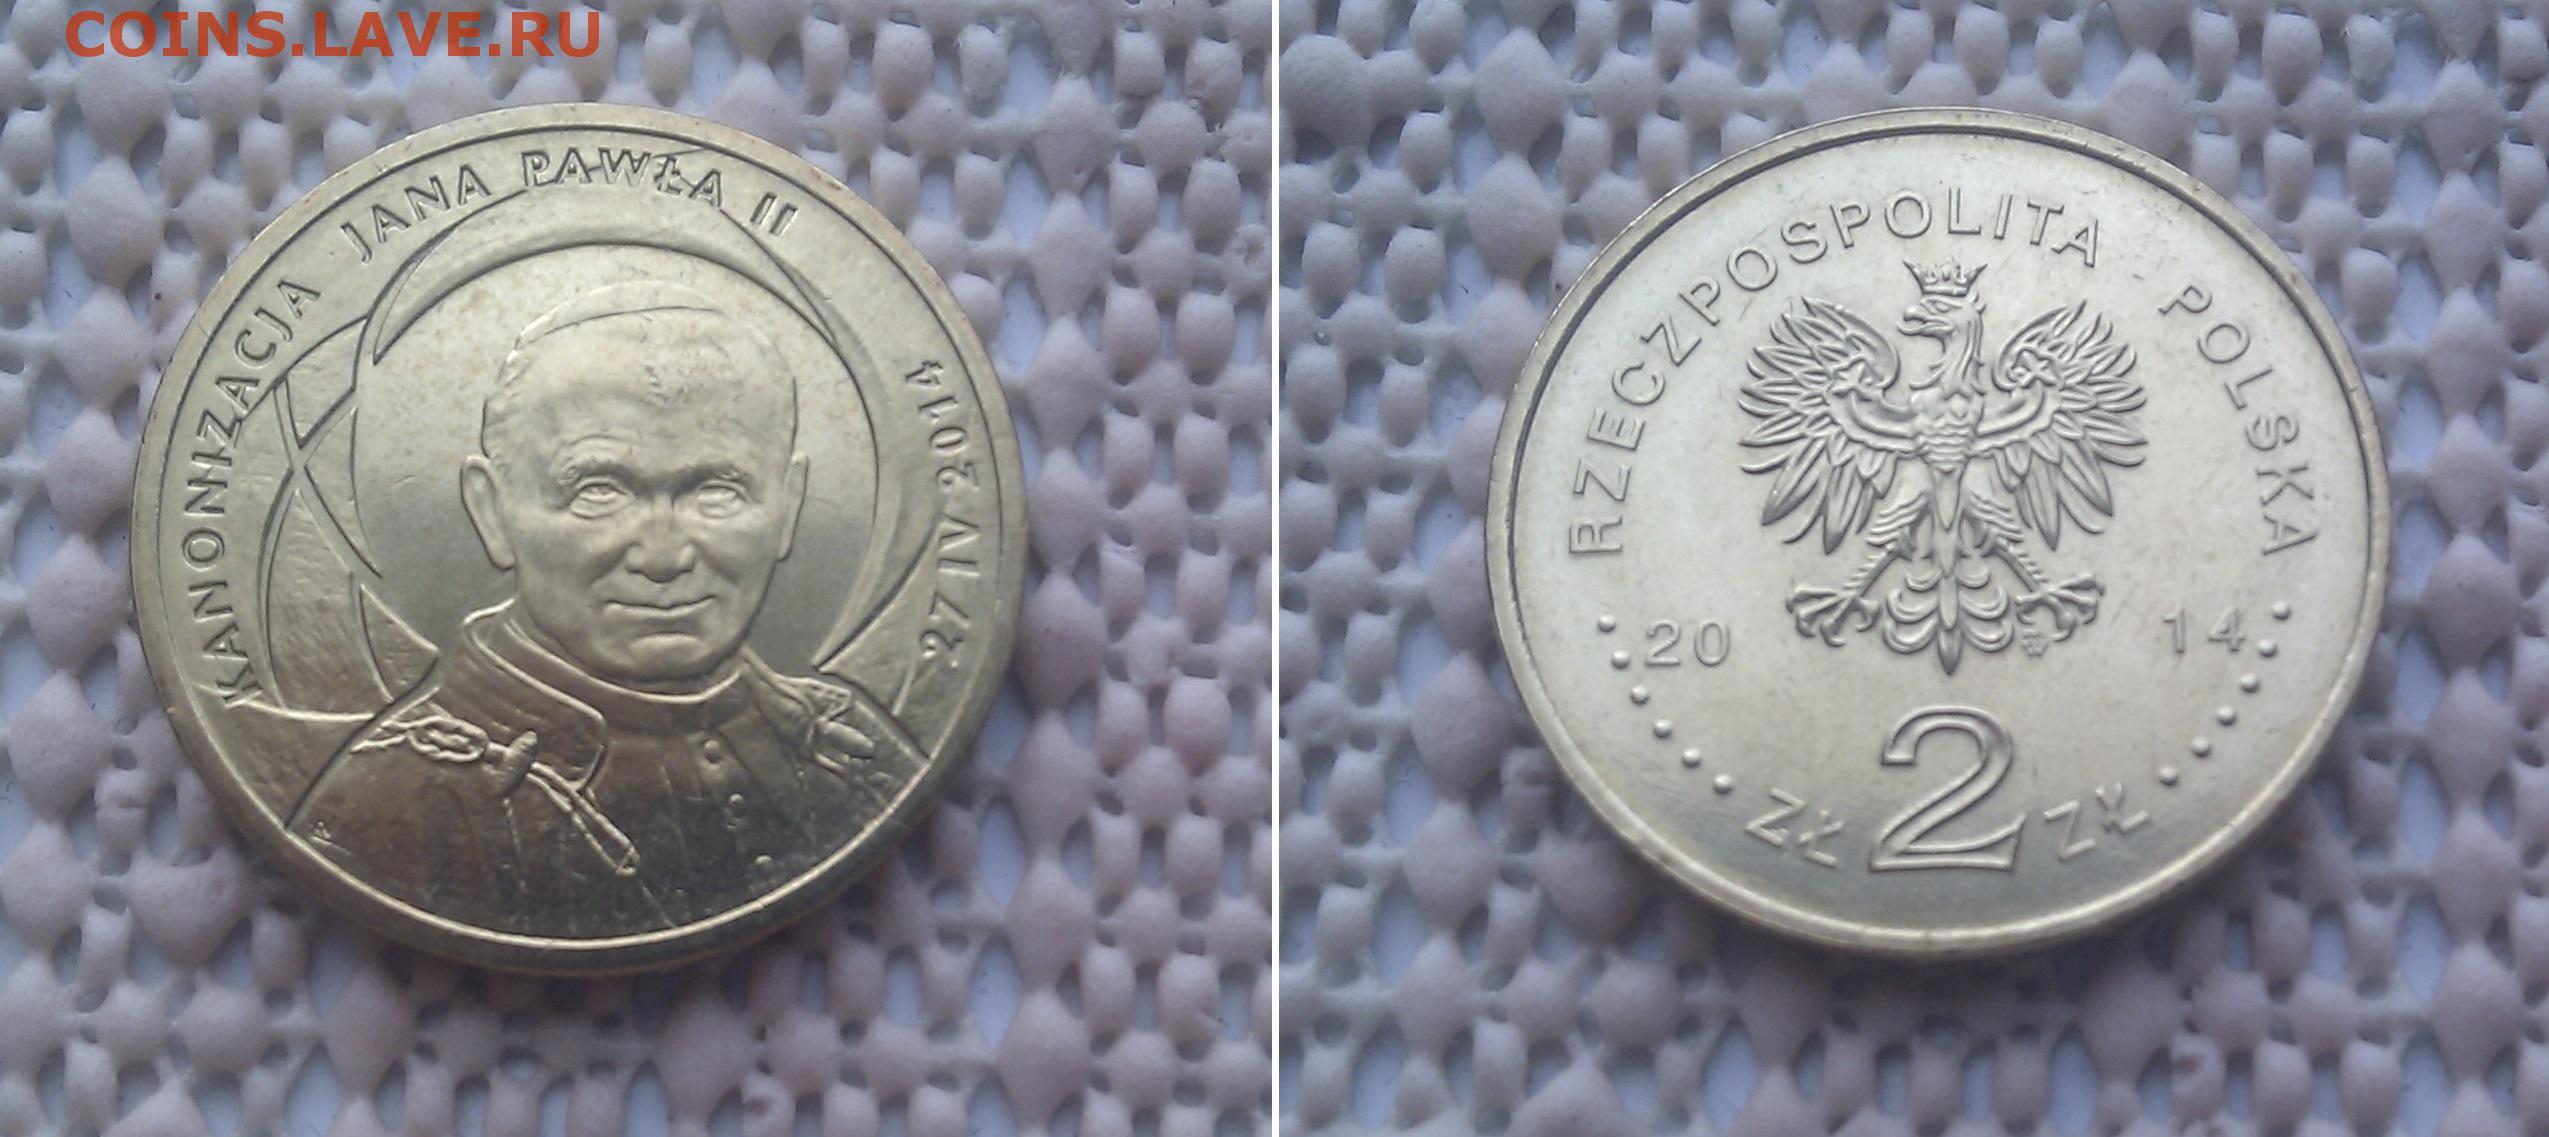 COINS.LAVE.RU
KANONIZACJA JANA PAWŁA II
27 IV 2014
RZECZPOSPOLITA POLSKA
20 14
ZŁ 2 ZŁ